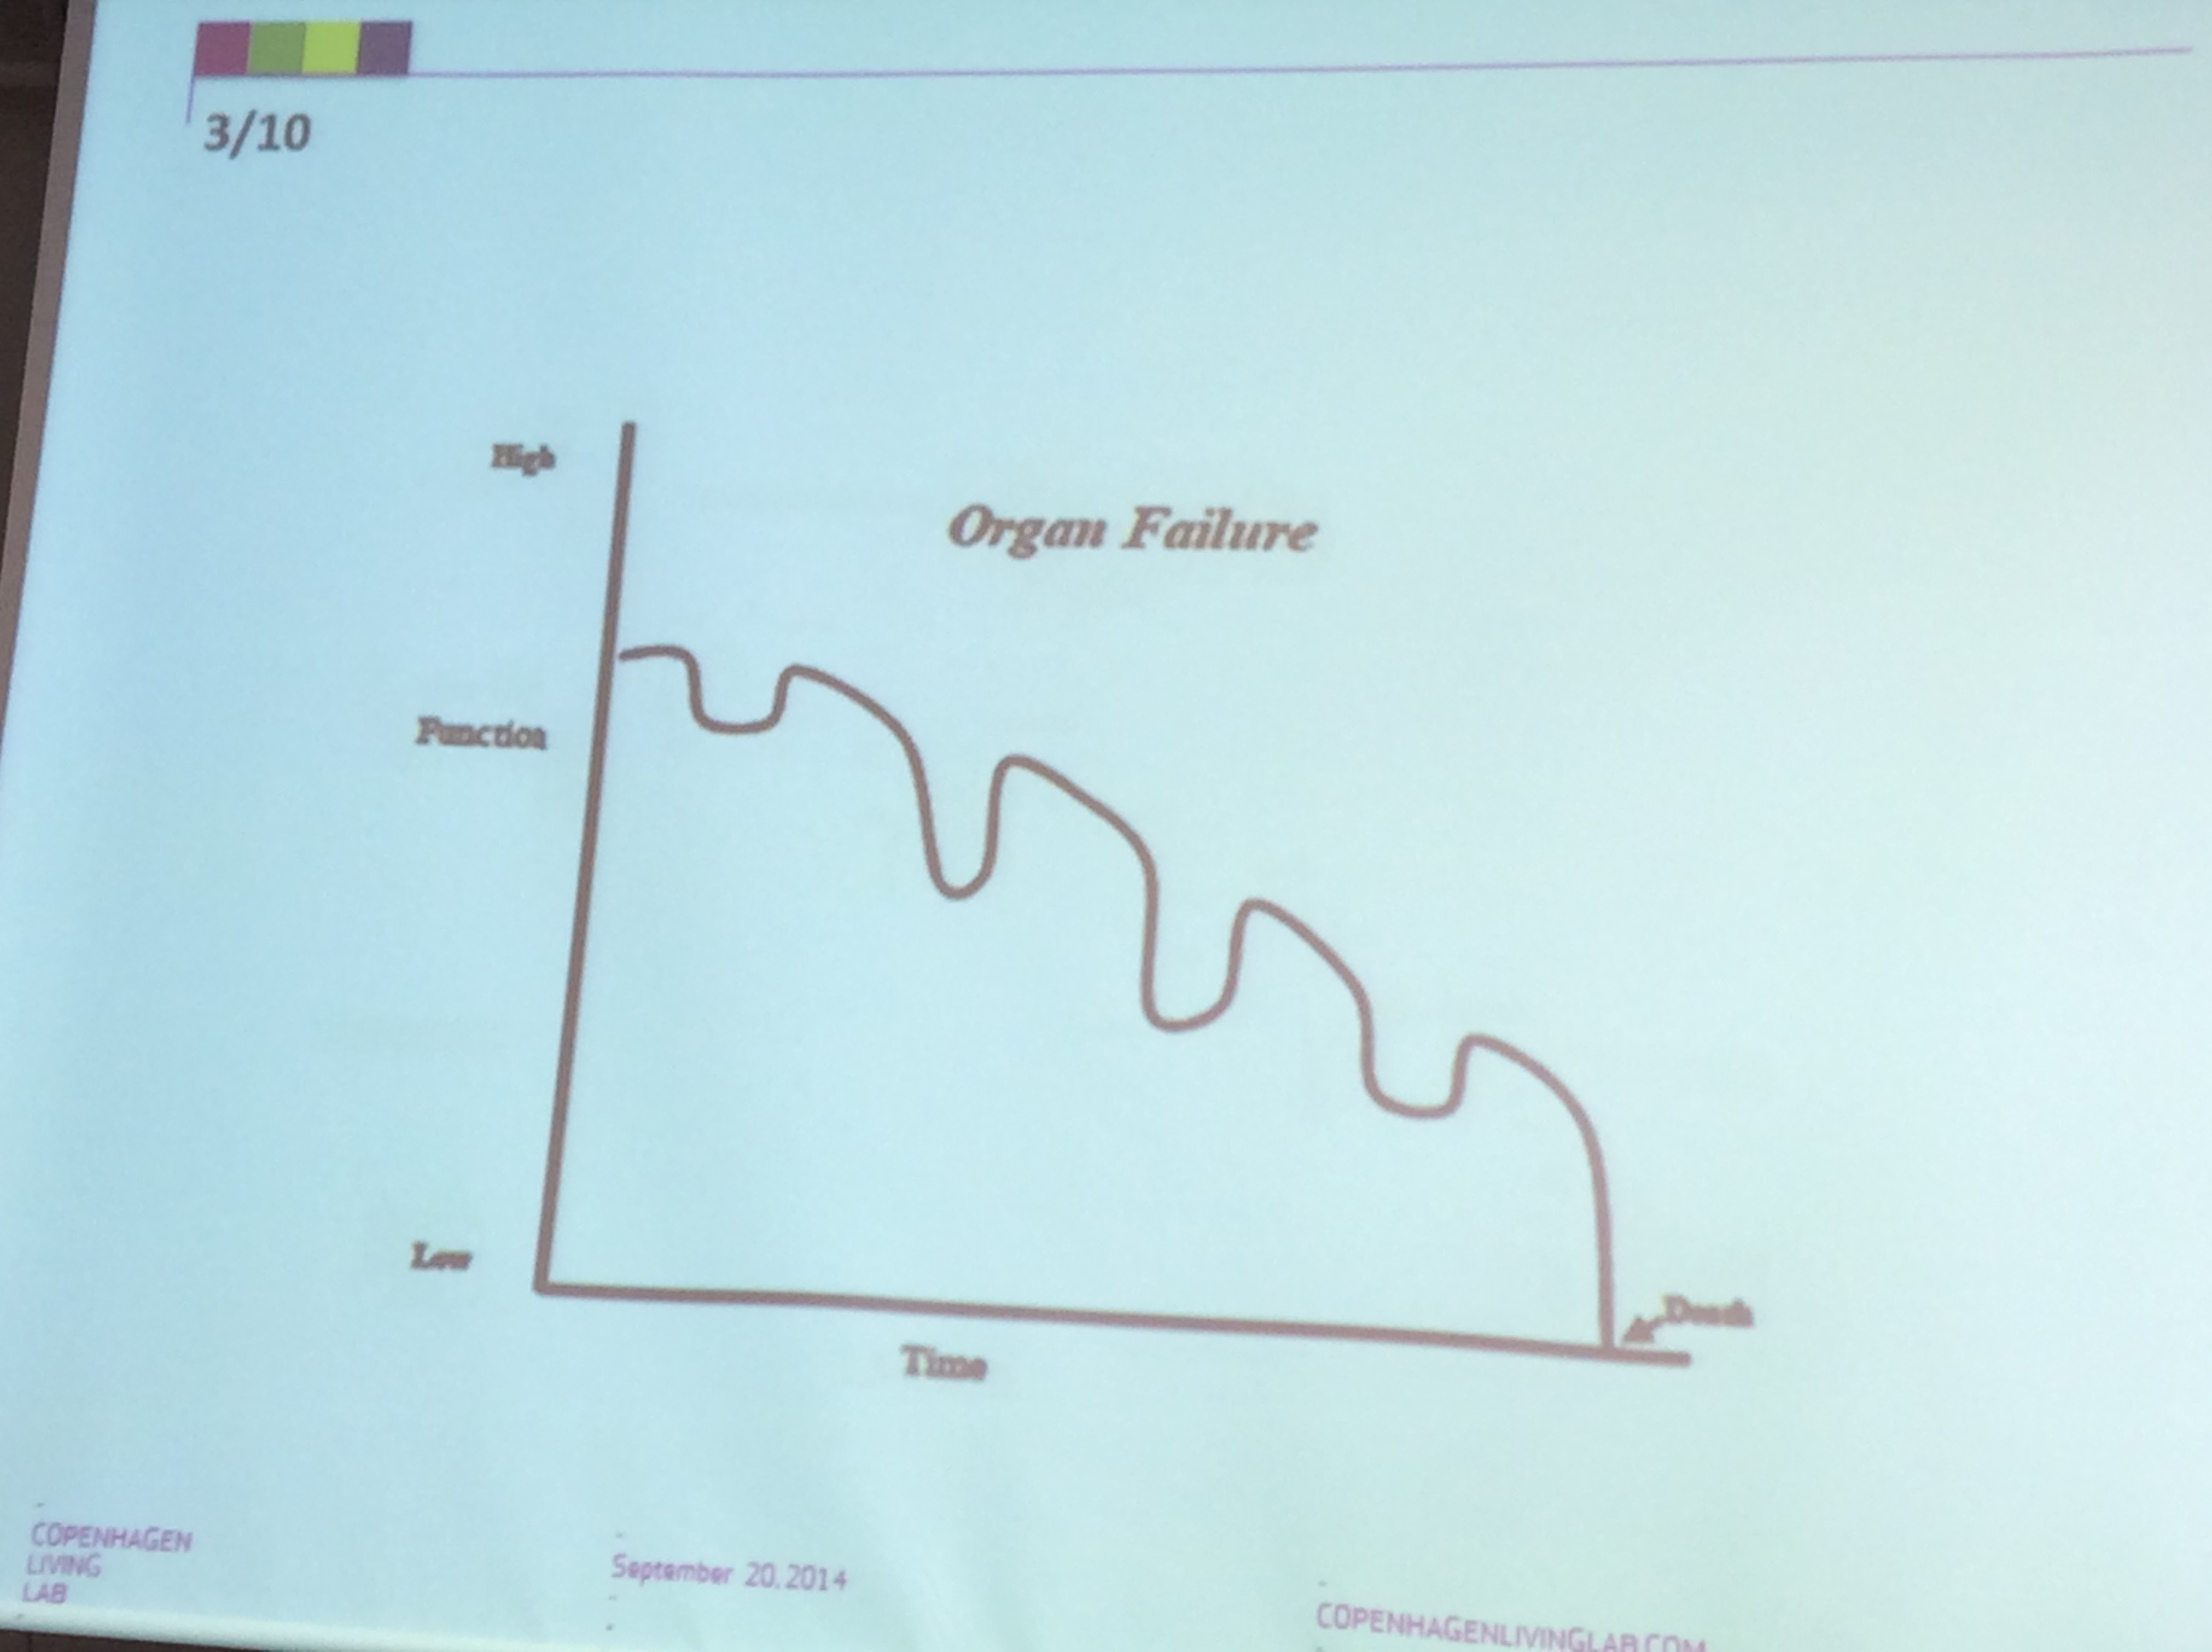 3/10
High
Organ Failure
Function
Low
Death
Time
COPENHAGEN
LIVING
LAB
September 20, 2014
COPENHAGENLIVINGLAB.COM